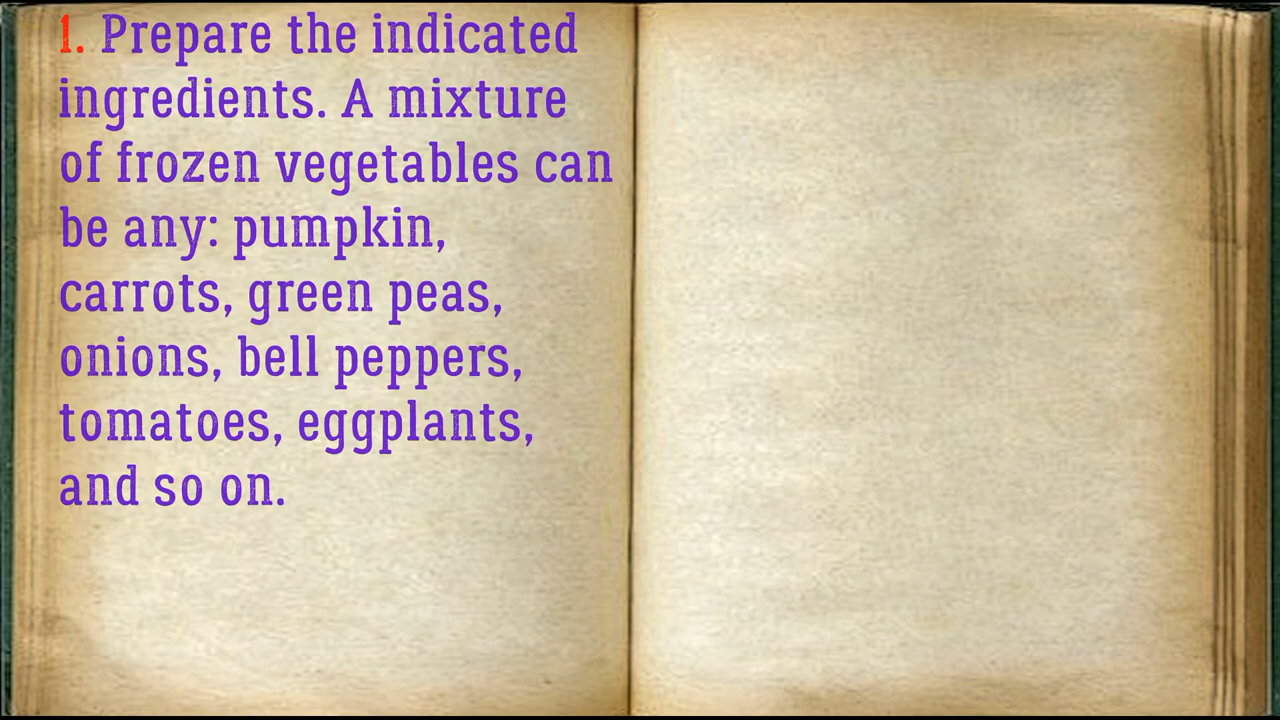 1. Prepare the indicated
ingredients. A mixture
of frozen vegetables can
be any: pumpkin,
carrots, green peas,
onions, bell peppers,
tomatoes, eggplants,
and so on.